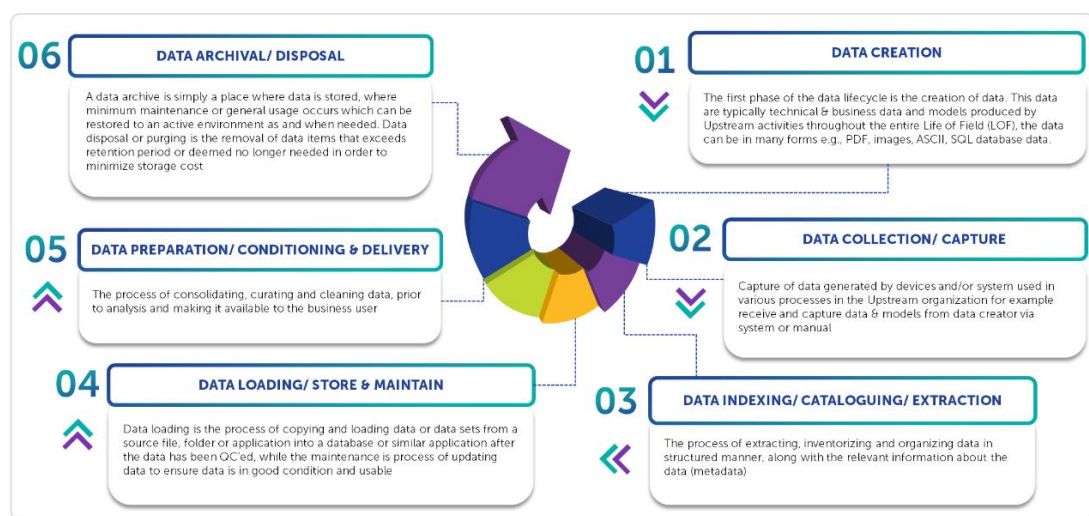 01
DATA CREATION
The first phase of the data lifecycle is the creation of data. This data
are typically technical & business data and models produced by
Upstream activities throughout the entire Life of Field (LOF), the data
can be in many forms e.g., PDF, images, ASCII, SQL database data.
02
DATA COLLECTION/ CAPTURE
Capture of data generated by devices and/or system used in
various processes in the Upstream organization for example
receive and capture data & models from data creator via
system or manual
03
DATA INDEXING/ CATALOGUING/ EXTRACTION
The process of extracting, inventorizing and organizing data in
structured manner, along with the relevant information about the
data (metadata)
04
DATA LOADING/ STORE & MAINTAIN
Data loading is the process of copying and loading data or data sets from a
source file, folder or application into a database or similar application after
the data has been QC'ed, while the maintenance is process of updating
data to ensure data is in good condition and usable
05
DATA PREPARATION/ CONDITIONING & DELIVERY
The process of consolidating, curating and cleaning data, prior
to analysis and making it available to the business user
06
DATA ARCHIVAL/ DISPOSAL
A data archive is simply a place where data is stored, where
minimum maintenance or general usage occurs which can be
restored to an active environment as and when needed. Data
disposal or purging is the removal of data items that exceeds
retention period or deemed no longer needed in order to
minimize storage cost